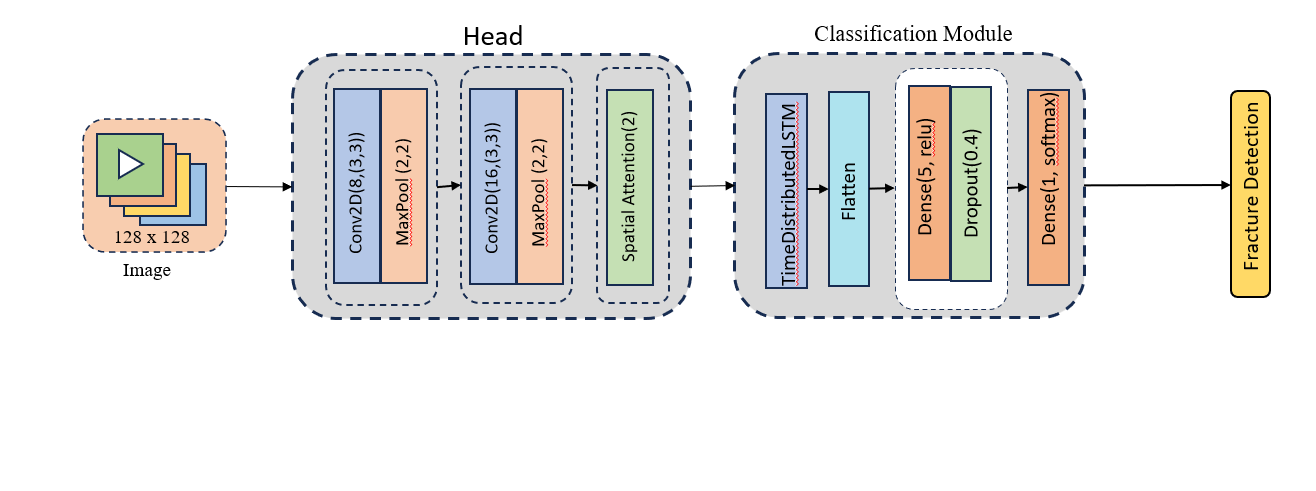 Head
Classification Module
128 x 128
Image
Conv2D(8,(3,3))
MaxPool (2,2)
Conv2D(16,(3,3))
MaxPool (2,2)
Spatial Attention(2)
TimeDistributedLSTM
Flatten
Dense(5, relu)
Dropout(0.4)
Dense(1, softmax)
Fracture Detection